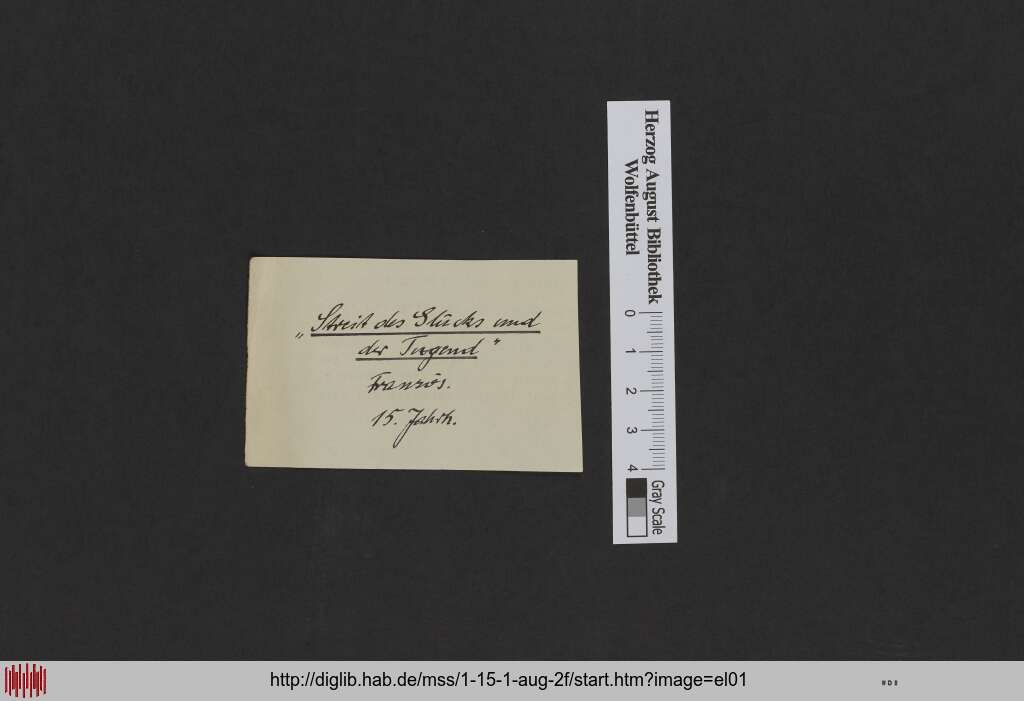 „Streit des Glücks und
der Tugend"
Französ.
15. Jahrh.
Herzog August Bibliothek
Wolfenbüttel
0 1 2 3 4
Gray Scale
http://diglib.hab.de/mss/1-15-1-aug-2f/start.htm?image=el01